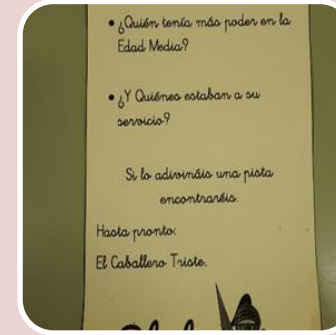 • ¿Quién tenía más poder en la
Edad Media?
• ¿Y Quiénes estaban a su
servicio?
Si lo adivináis una pista
encontraréis.
Hasta pronto:
El Caballero Triste.